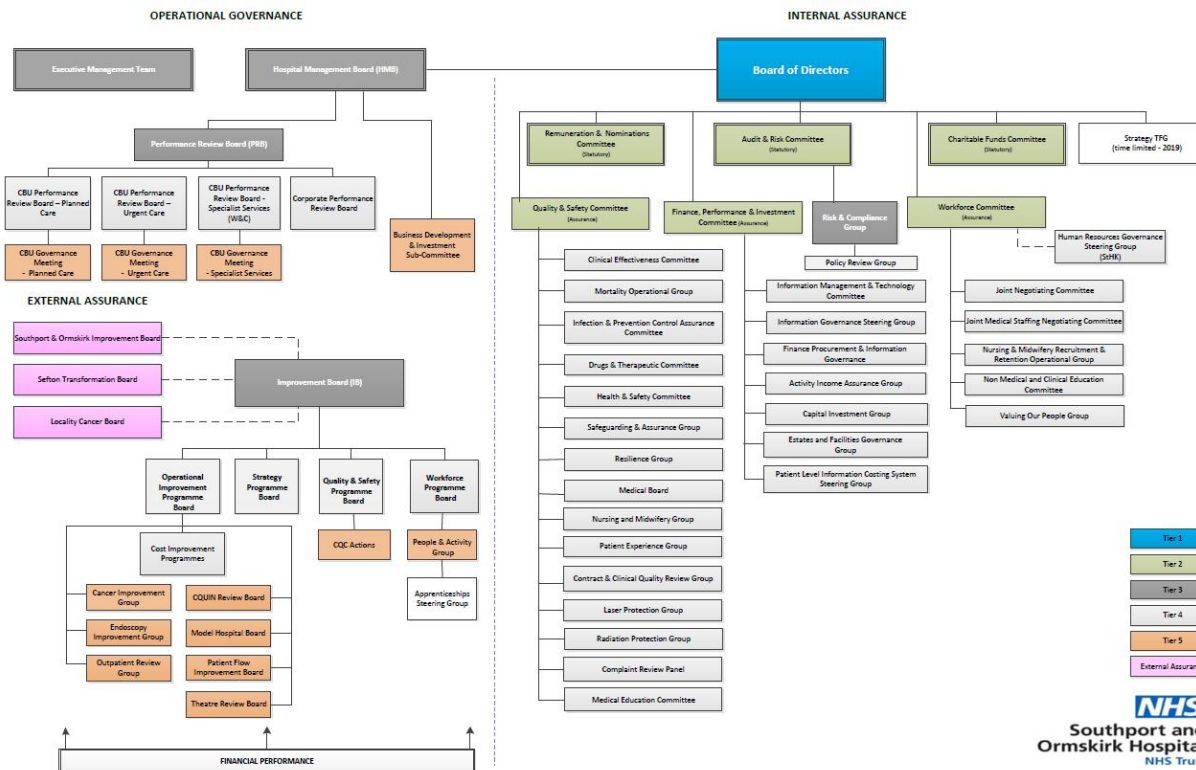 OPERATIONAL GOVERNANCE
INTERNAL ASSURANCE
Executive Management Team
Hospital Management Board (HMB)
Board of Directors
Performance Review Board (PRB)
Remuneration & Nominations
Committee
(Statutory)
Audit & Risk Committee
(Statutory)
Charitable Funds Committee
(Statutory)
Strategy TFG
(time limited - 2019)
CBU Performance
Review Board – Planned
Care
CBU Performance
Review Board –
Urgent Care
CBU Performance
Review Board -
Specialist Services
(W&C)
Corporate Performance
Review Board
CBU Governance
Meeting
- Planned Care
CBU Governance
Meeting
- Urgent Care
CBU Governance
Meeting
- Specialist Services
Business Development
& Investment
Sub-Committee
Quality & Safety Committee
(Assurance)
Finance, Performance & Investment
Committee (Assurance)
Risk & Compliance
Group
Workforce Committee
(Assurance)
Policy Review Group
Human Resources Governance
Steering Group
(StHK)
Clinical Effectiveness Committee
Mortality Operational Group
Infection & Prevention Control Assurance
Committee
Drugs & Therapeutic Committee
Health & Safety Committee
Safeguarding & Assurance Group
Resilience Group
Medical Board
Nursing and Midwifery Group
Patient Experience Group
Contract & Clinical Quality Review Group
Laser Protection Group
Radiation Protection Group
Complaint Review Panel
Medical Education Committee
Information Management & Technology
Committee
Information Governance Steering Group
Finance Procurement & Information
Governance
Activity Income Assurance Group
Capital Investment Group
Estates and Facilities Governance
Group
Patient Level Information Costing System
Steering Group
Joint Negotiating Committee
Joint Medical Staffing Negotiating Committee
Nursing & Midwifery Recruitment &
Retention Operational Group
Non Medical and Clinical Education
Committee
Valuing Our People Group
EXTERNAL ASSURANCE
Southport & Ormskirk Improvement Board
Sefton Transformation Board
Locality Cancer Board
Improvement Board (IB)
Operational
Improvement
Programme
Board
Strategy
Programme
Board
Quality & Safety
Programme
Board
Workforce
Programme
Board
Cost Improvement
Programmes
CQC Actions
People & Activity
Group
Apprenticeships
Steering Group
Cancer Improvement
Group
Endoscopy
Improvement Group
Outpatient Review
Group
CQUIN Review Board
Model Hospital Board
Patient Flow
Improvement Board
Theatre Review Board
FINANCIAL PERFORMANCE
Tier 1
Tier 2
Tier 3
Tier 4
Tier 5
External Assuran
NHS
Southport an
Ormskirk Hospita
NHS Tru